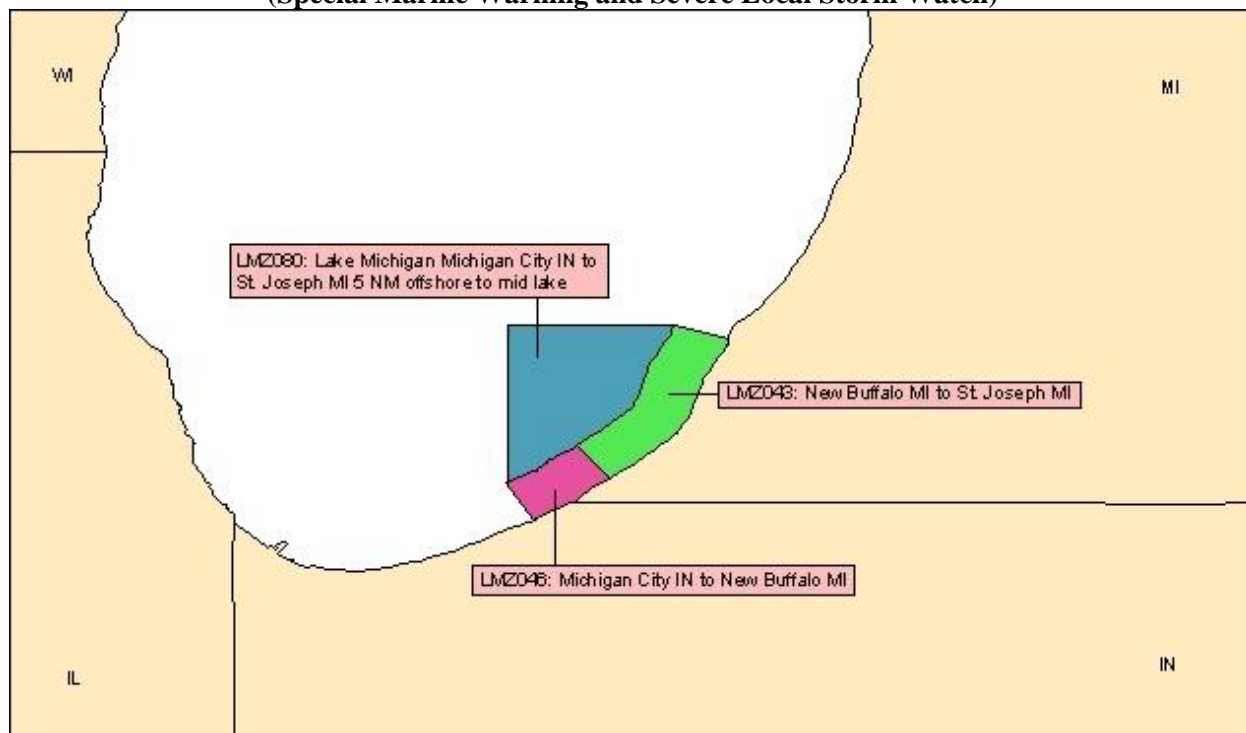 (Special Marine Warning and Severe Local Storm Watch)
WI
MI
LMZ080: Lake Michigan Michigan City IN to
St. Joseph MI 5 NM offshore to mid lake
LMZ043: New Buffalo MI to St. Joseph MI
LMZ046: Michigan City IN to New Buffalo MI
IL
IN